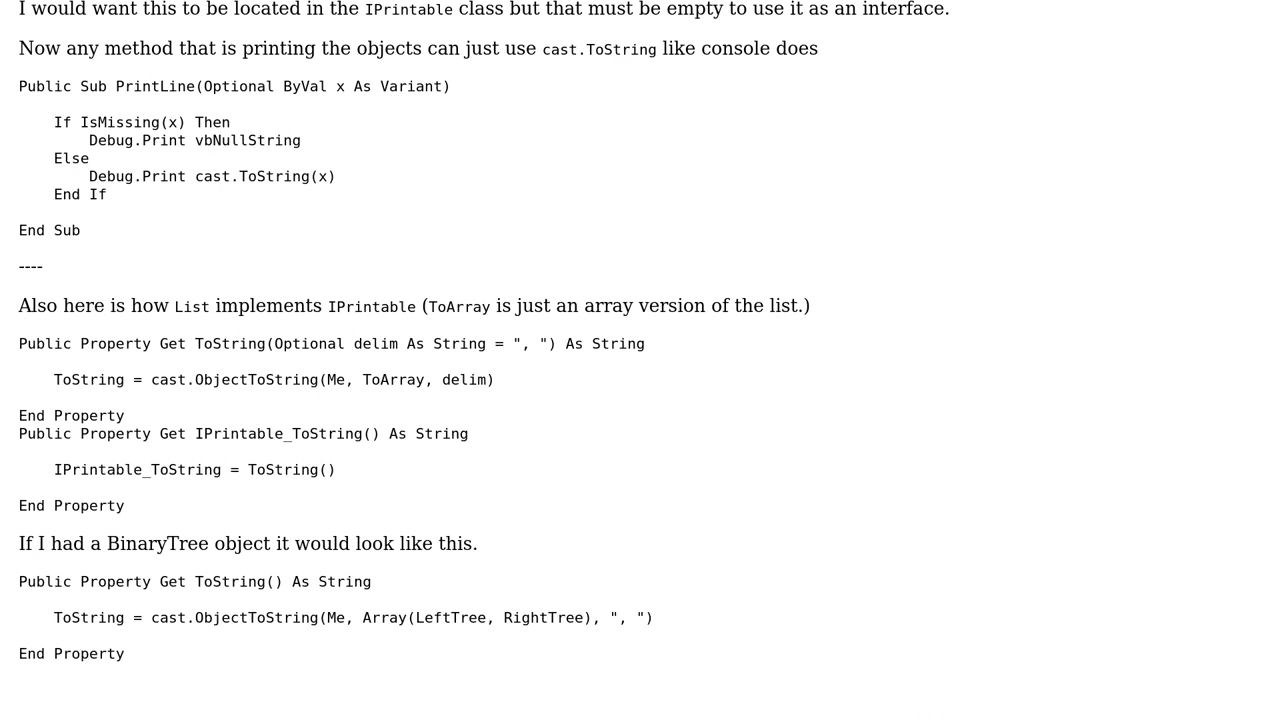 I would want this to be located in the IPrintable class but that must be empty to use it as an interface.
Now any method that is printing the objects can just use cast.ToString like console does
Public Sub PrintLine(Optional ByVal x As Variant)
    If IsMissing(x) Then
        Debug.Print vbNullString
    Else
        Debug.Print cast.ToString(x)
    End If
End Sub
----
Also here is how List implements IPrintable (ToArray is just an array version of the list.)
Public Property Get ToString(Optional delim As String = ", ") As String
    ToString = cast.ObjectToString(Me, ToArray, delim)
End Property
Public Property Get IPrintable_ToString() As String
    IPrintable_ToString = ToString()
End Property
If I had a BinaryTree object it would look like this.
Public Property Get ToString() As String
    ToString = cast.ObjectToString(Me, Array(LeftTree, RightTree), ", ")
End Property